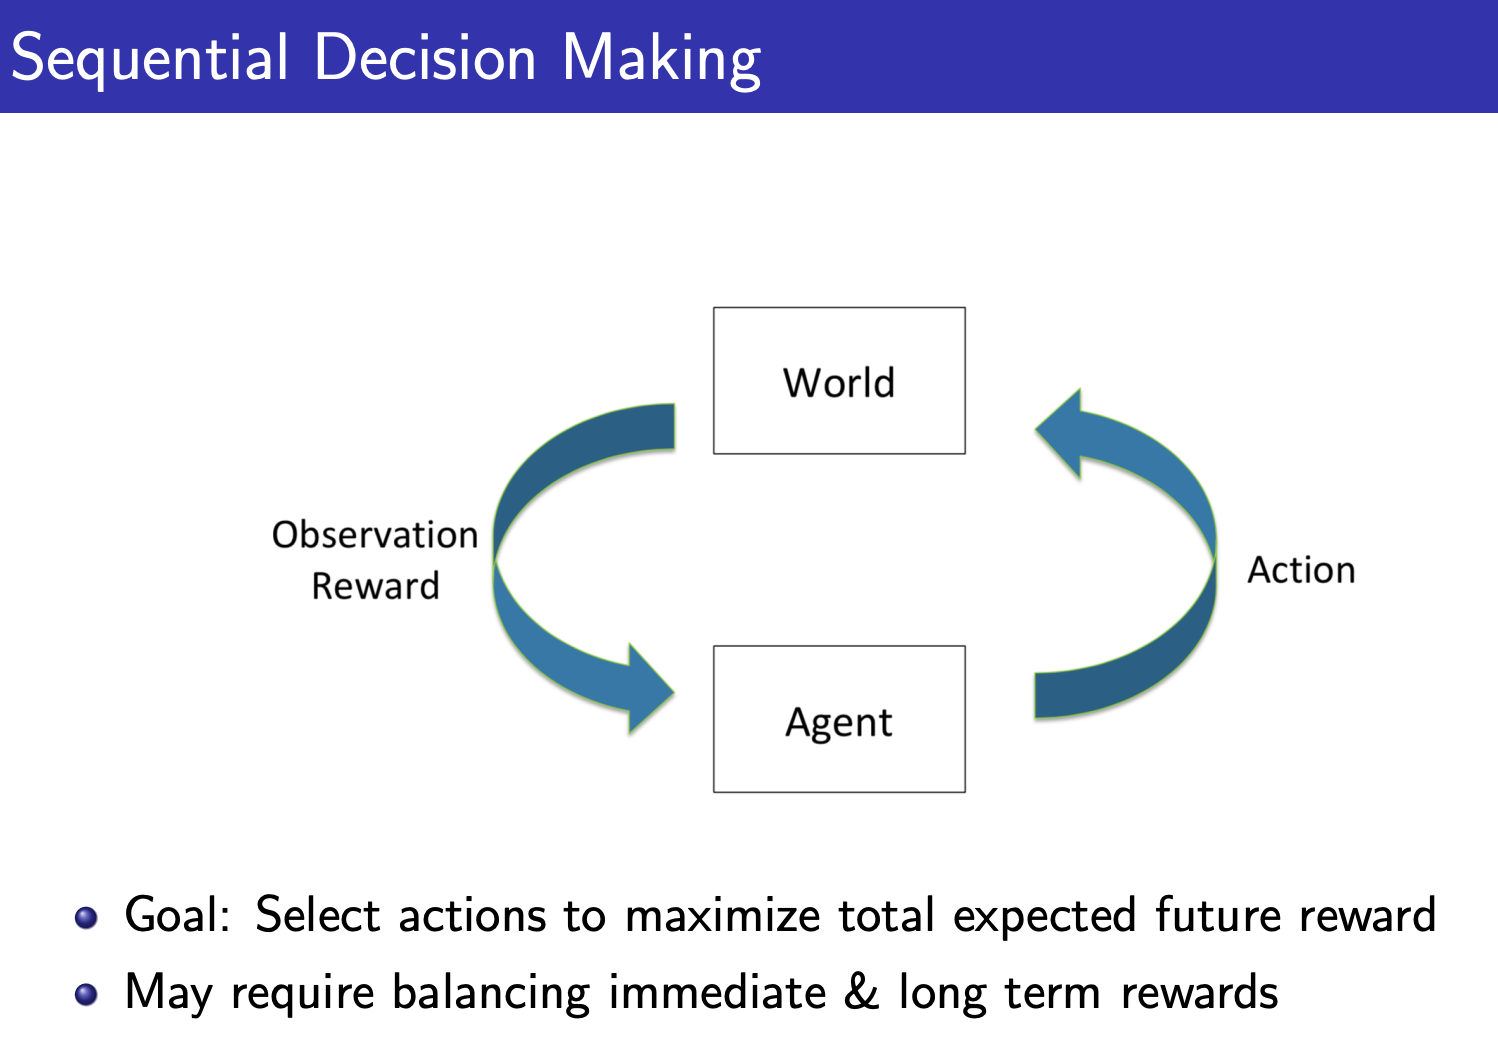 Sequential Decision Making
World
Observation
Reward
Action
Agent
Goal: Select actions to maximize total expected future reward
May require balancing immediate & long term rewards